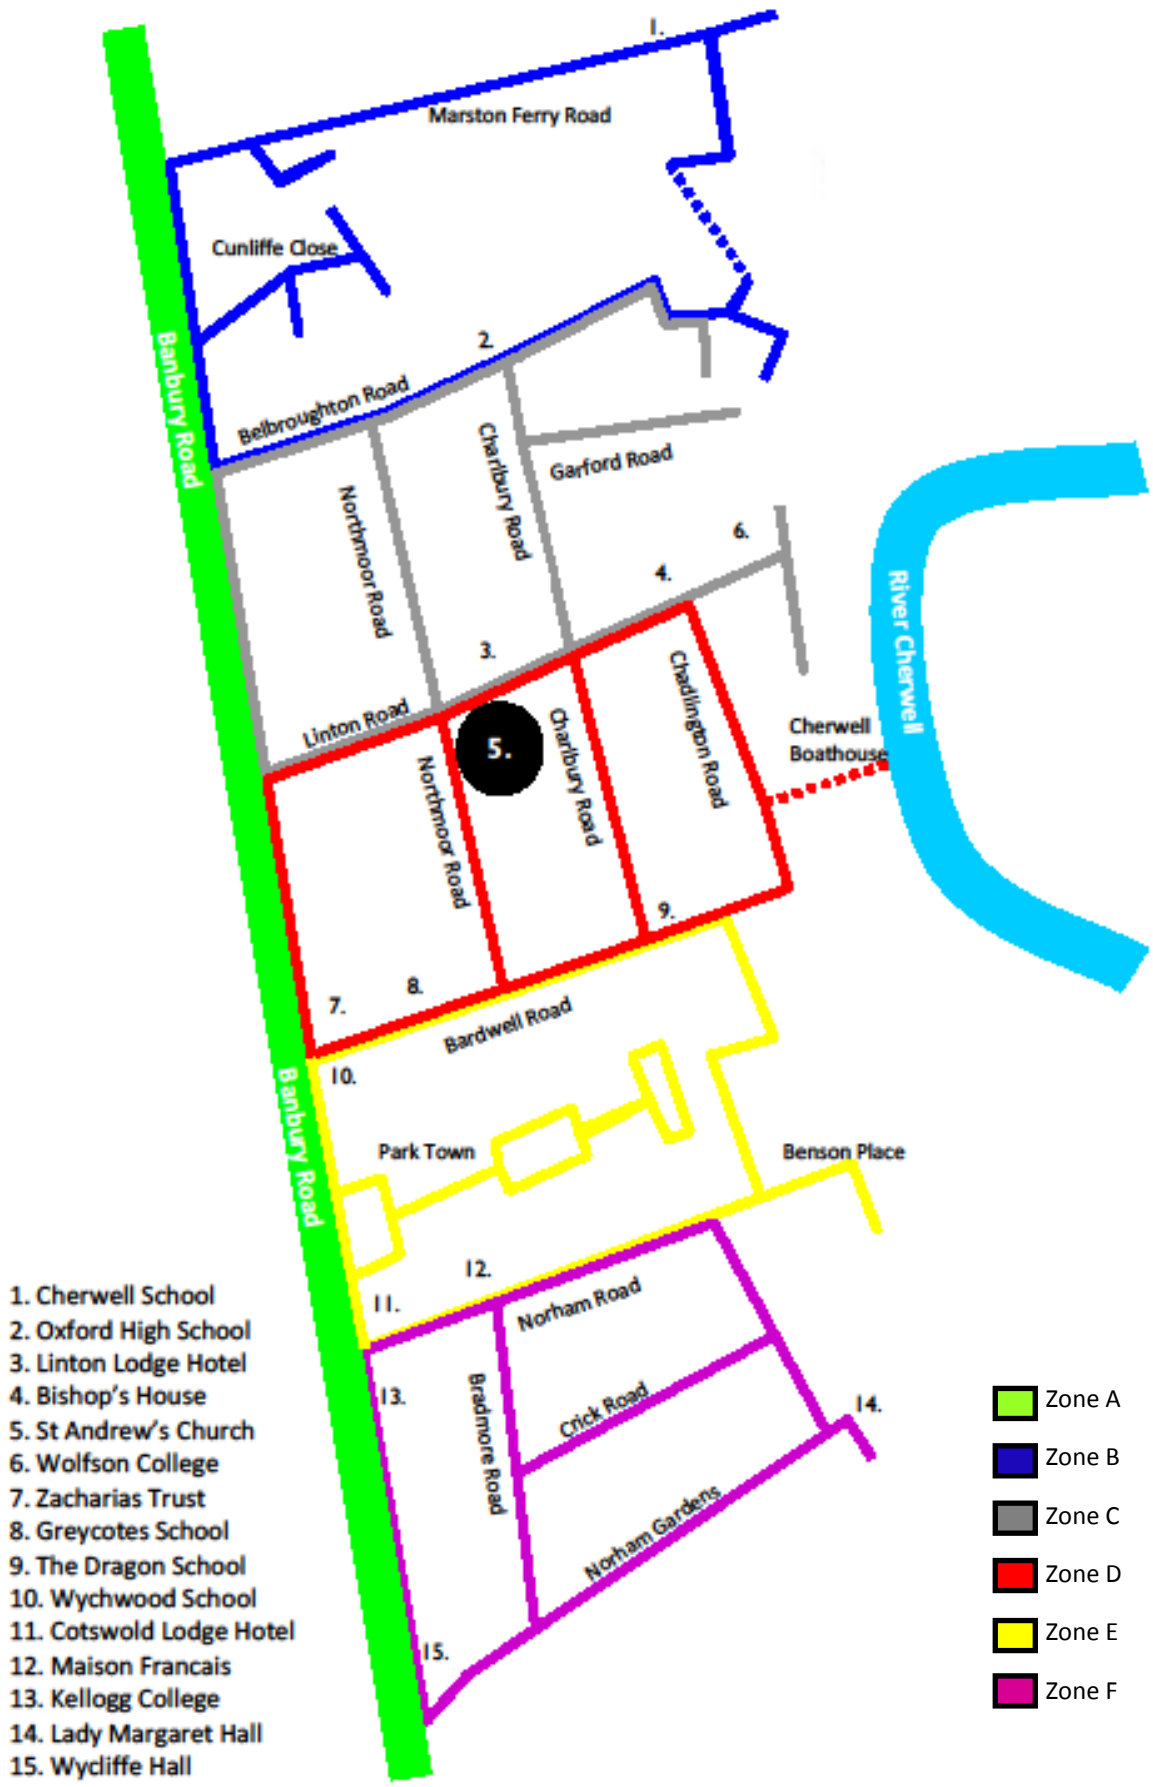 1.
Marston Ferry Road
Cunliffe Close
Banbury Road
2.
Belbroughton Road
Charlbury Road
Garford Road
Northmoor Road
6.
4.
3.
River Cherwell
Chadlington Road
Linton Road
Cherwell
Boathouse
5.
Charlbury Road
Northmoor Road
9.
8.
7.
Bardwell Road
10.
Banbury Road
Park Town
Benson Place
12.
11.
Norham Road
13.
Bradmore Road
Crick Road
14.
Norham Gardens
15.
1. Cherwell School
2. Oxford High School
3. Linton Lodge Hotel
4. Bishop's House
5. St Andrew's Church
6. Wolfson College
7. Zacharias Trust
8. Greycotes School
9. The Dragon School
10. Wychwood School
11. Cotswold Lodge Hotel
12. Maison Francais
13. Kellogg College
14. Lady Margaret Hall
15. Wycliffe Hall
Zone A
Zone B
Zone C
Zone D
Zone E
Zone F